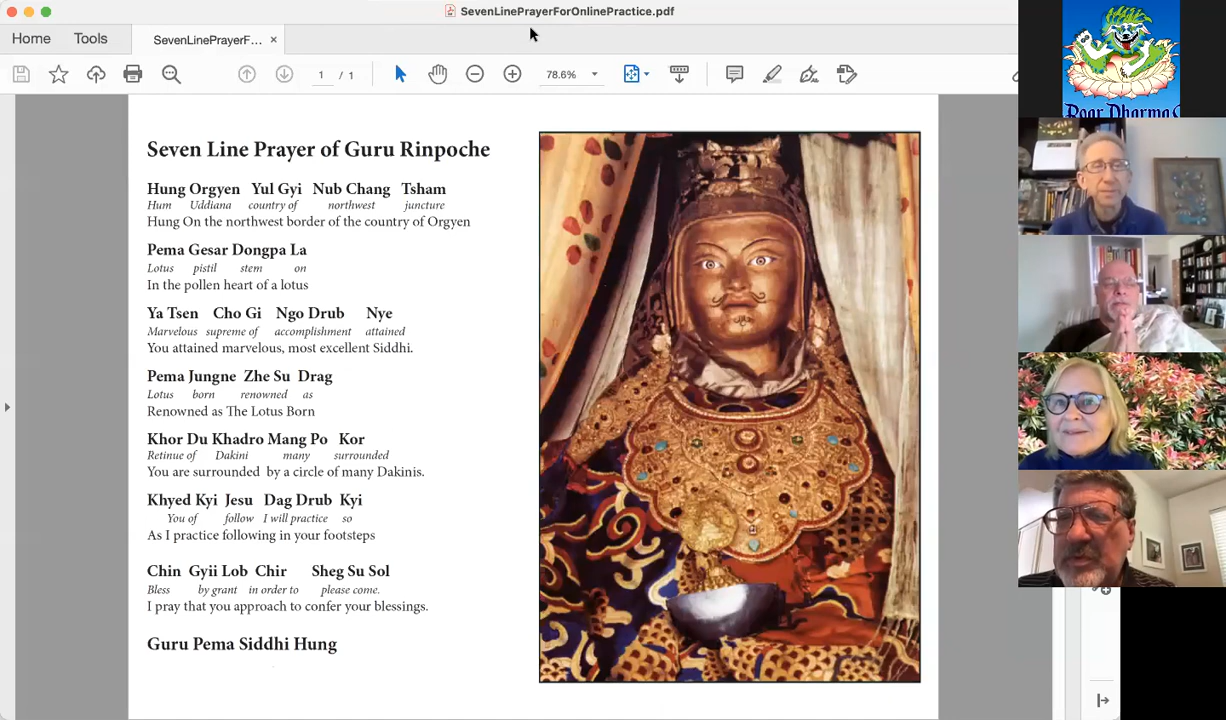 SevenLinePrayerForOnlinePractice.pdf
Home
Tools
SevenLinePrayerF...
×
1 / 1
78.6%
Roar Dharma
Seven Line Prayer of Guru Rinpoche
Hung Orgyen Yul Gyi Nub Chang Tsham
Hum Uddiana country of northwest juncture
Hung On the northwest border of the country of Orgyen
Pema Gesar Dongpa La
Lotus pistil stem on
In the pollen heart of a lotus
Ya Tsen Cho Gi Ngo Drub Nye
Marvelous supreme of accomplishment attained
You attained marvelous, most excellent Siddhi.
Pema Jungne Zhe Su Drag
Lotus born renowned as
Renowned as The Lotus Born
Khor Du Khadro Mang Po Kor
Retinue of Dakini many surrounded
You are surrounded by a circle of many Dakinis.
Khyed Kyi Jesu Dag Drub Kyi
You of follow I will practice so
As I practice following in your footsteps
Chin Gyii Lob Chir Sheg Su Sol
Bless by grant in order to please come.
I pray that you approach to confer your blessings.
Guru Pema Siddhi Hung